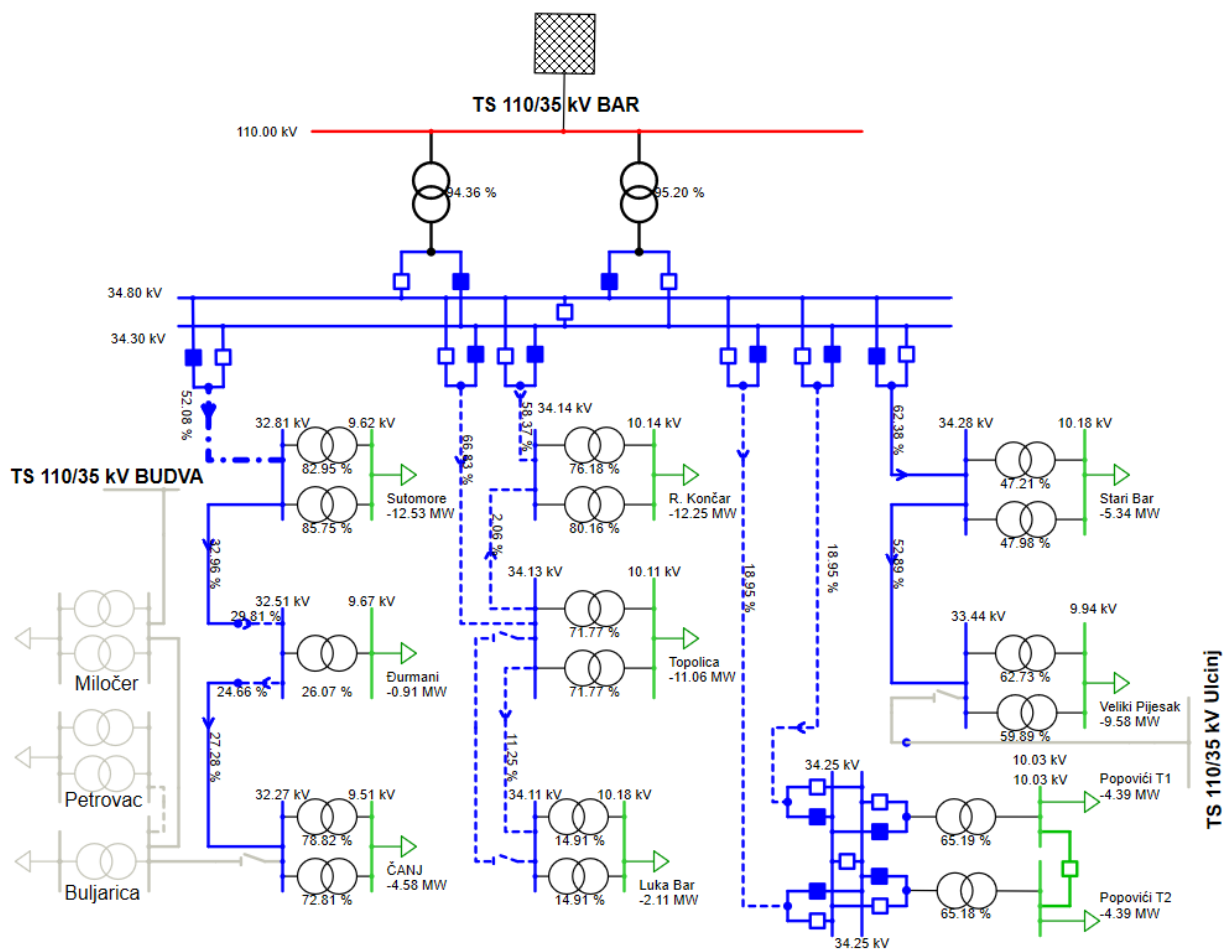 TS 110/35 kV BAR
110.00 kV
94.36 %
95.20 %
34.80 kV
34.30 kV
52.08 %
66.83 %
58.37 %
18.95 %
18.95 %
62.38 %
32.81 kV
9.62 kV
82.95 %
85.75 %
Sutomore
-12.53 MW
34.14 kV
10.14 kV
76.18 %
80.16 %
R. Končar
-12.25 MW
34.28 kV
10.18 kV
47.21 %
47.98 %
Stari Bar
-5.34 MW
TS 110/35 kV BUDVA
32.96 %
29.81 %
32.51 kV
9.67 kV
26.07 %
Đurmani
-0.91 MW
24.66 %
27.28 %
2.06 %
34.13 kV
10.11 kV
71.77 %
71.77 %
Topolica
-11.06 MW
11.25 %
52.89 %
33.44 kV
9.94 kV
62.73 %
59.89 %
Veliki Pijesak
-9.58 MW
TS 110/35 kV Ulcinj
Miločer
Petrovac
Buljarica
32.27 kV
9.51 kV
78.82 %
72.81 %
ČANJ
-4.58 MW
34.11 kV
10.18 kV
14.91 %
14.91 %
Luka Bar
-2.11 MW
34.25 kV
34.25 kV
10.03 kV
10.03 kV
65.19 %
65.18 %
Popovići T1
-4.39 MW
Popovići T2
-4.39 MW